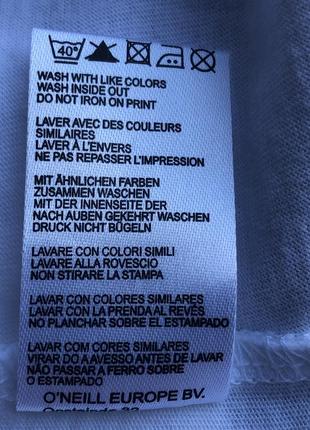 40°
WASH WITH LIKE COLORS
WASH INSIDE OUT
DO NOT IRON ON PRINT
LAVER AVEC DES COULEURS
SIMILAIRES
LAVER À L'ENVERS
NE PAS REPASSER L'IMPRESSION
MIT ÄHNLICHEN FARBEN
ZUSAMMEN WASCHEN
MIT DER INNENSEITE DER
NACH AUBEN GEKEHRT WASCHEN
DRUCK NICHT BÜGELN
LAVARE CON COLORI SIMILI
LAVARE ALLA ROVESCIO
NON STIRARE LA STAMPA
LAVAR CON COLORES SIMILARES
LAVAR CON LA PRENDA AL REVÉS
NO PLANCHAR SOBRE EL ESTAMPADO
LAVAR COM CORES SIMILARES
VIRAR DO A AVESSO ANTES DE LAVAR
NÃO PASSAR A FERRO SOBRE
O ESTAMPADO
O'NEILL EUROPE BV.